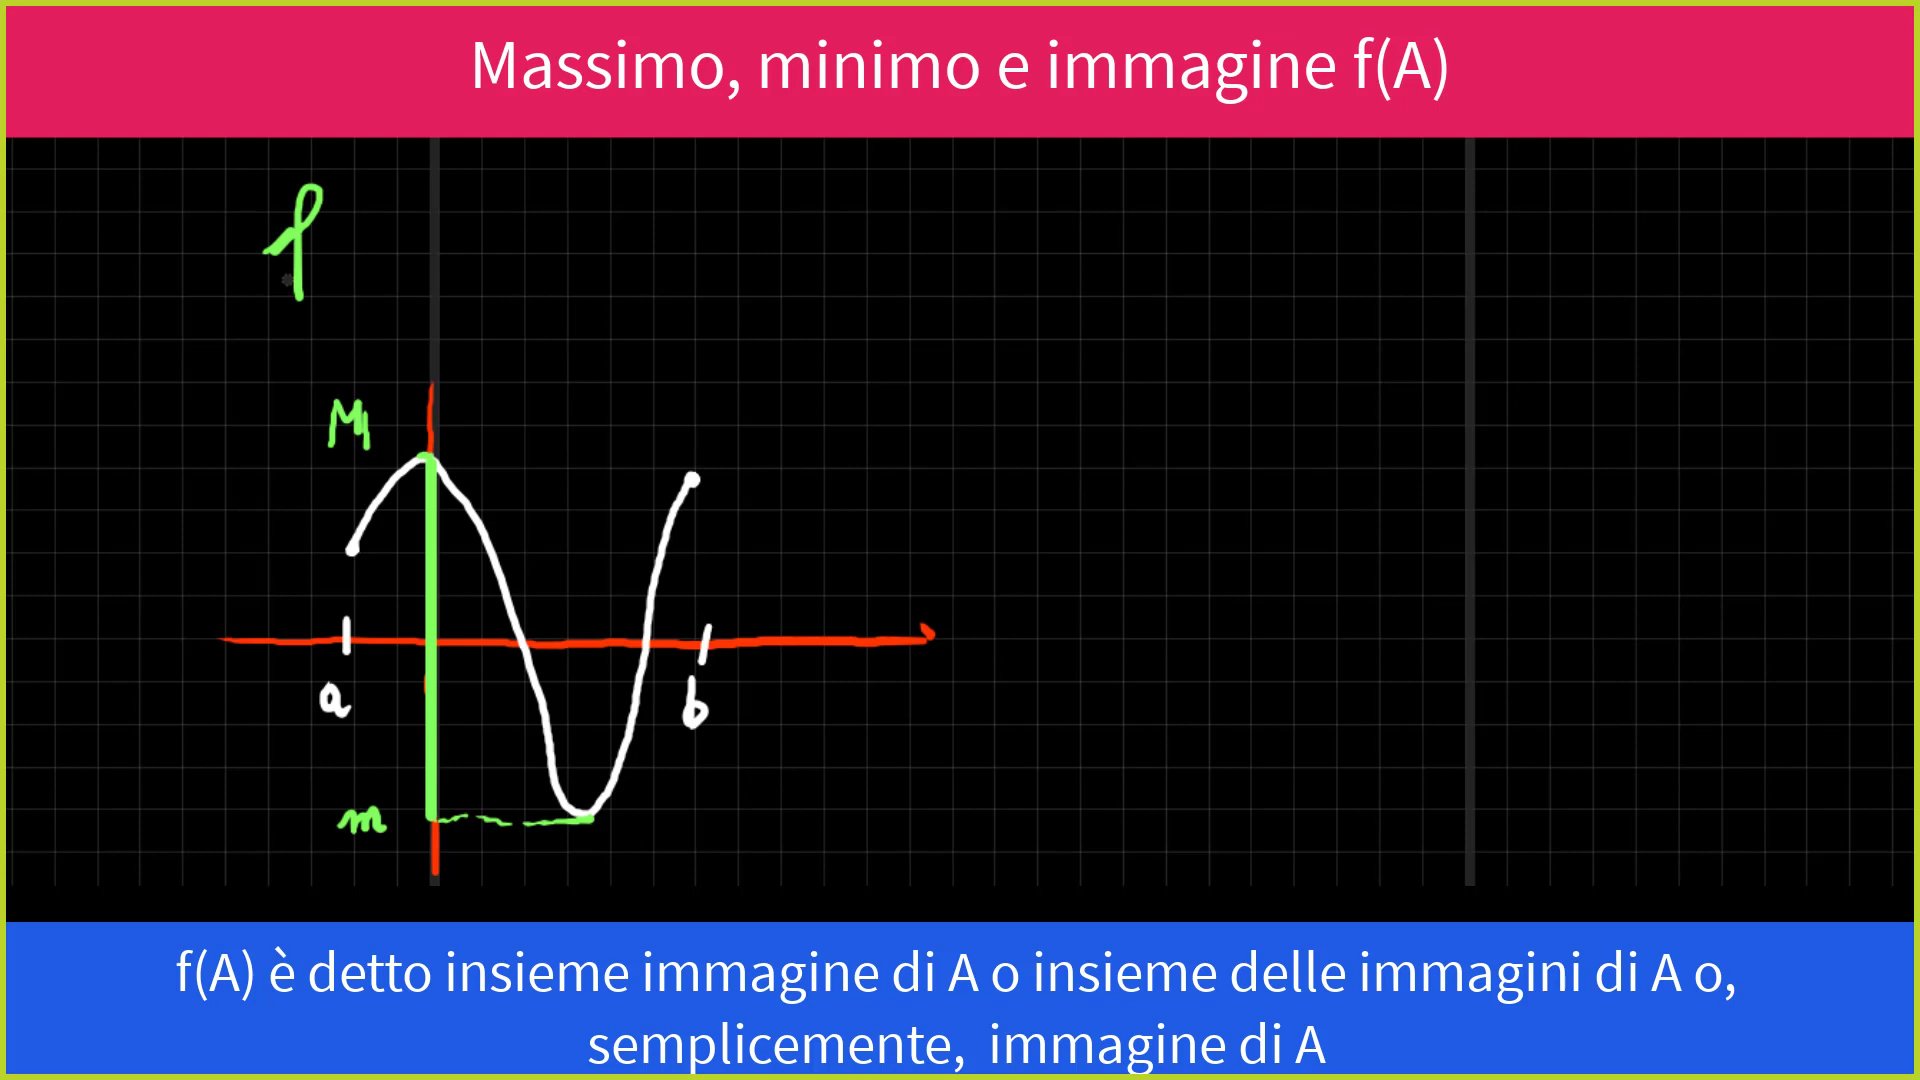 Massimo, minimo e immagine f(A)
f
M
a
b
m
f(A) è detto insieme immagine di A o insieme delle immagini di A o,
semplicemente, immagine di A